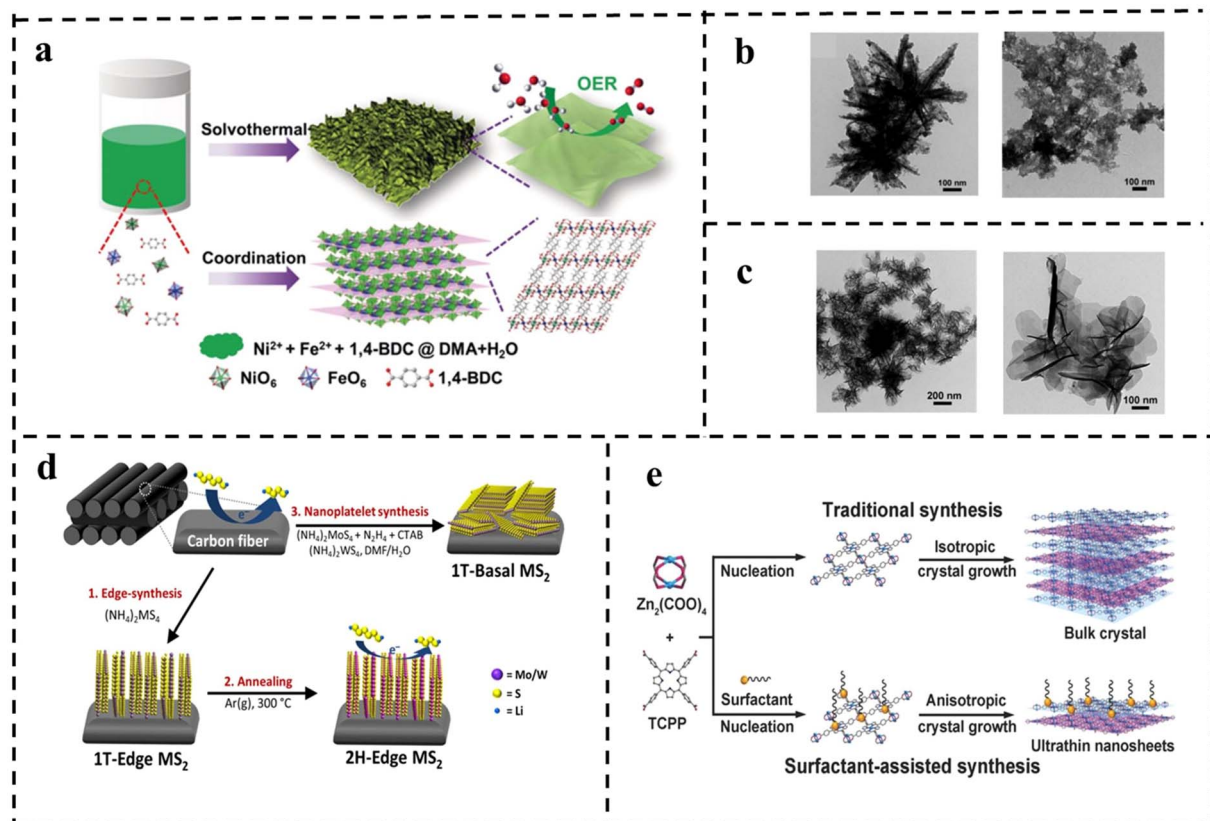 a
Solvothermal
OER
Coordination
Ni²⁺ + Fe²⁺ + 1,4-BDC @ DMA+H₂O
NiO₆ FeO₆ 1,4-BDC
b
100 nm
100 nm
c
200 nm
100 nm
d
e⁻
Carbon fiber
3. Nanoplatelet synthesis
(NH₄)₂MoS₄ + N₂H₄ + CTAB
(NH₄)₂WS₄, DMF/H₂O
1T-Basal MS₂
1. Edge-synthesis
(NH₄)₂MS₄
1T-Edge MS₂
2. Annealing
Ar(g), 300 °C
e⁻
2H-Edge MS₂
= Mo/W
= S
= Li
e
Traditional synthesis
Zn₂(COO)₄
+
TCPP
Nucleation
Isotropic
crystal growth
Bulk crystal
Surfactant
Nucleation
Anisotropic
crystal growth
Ultrathin nanosheets
Surfactant-assisted synthesis